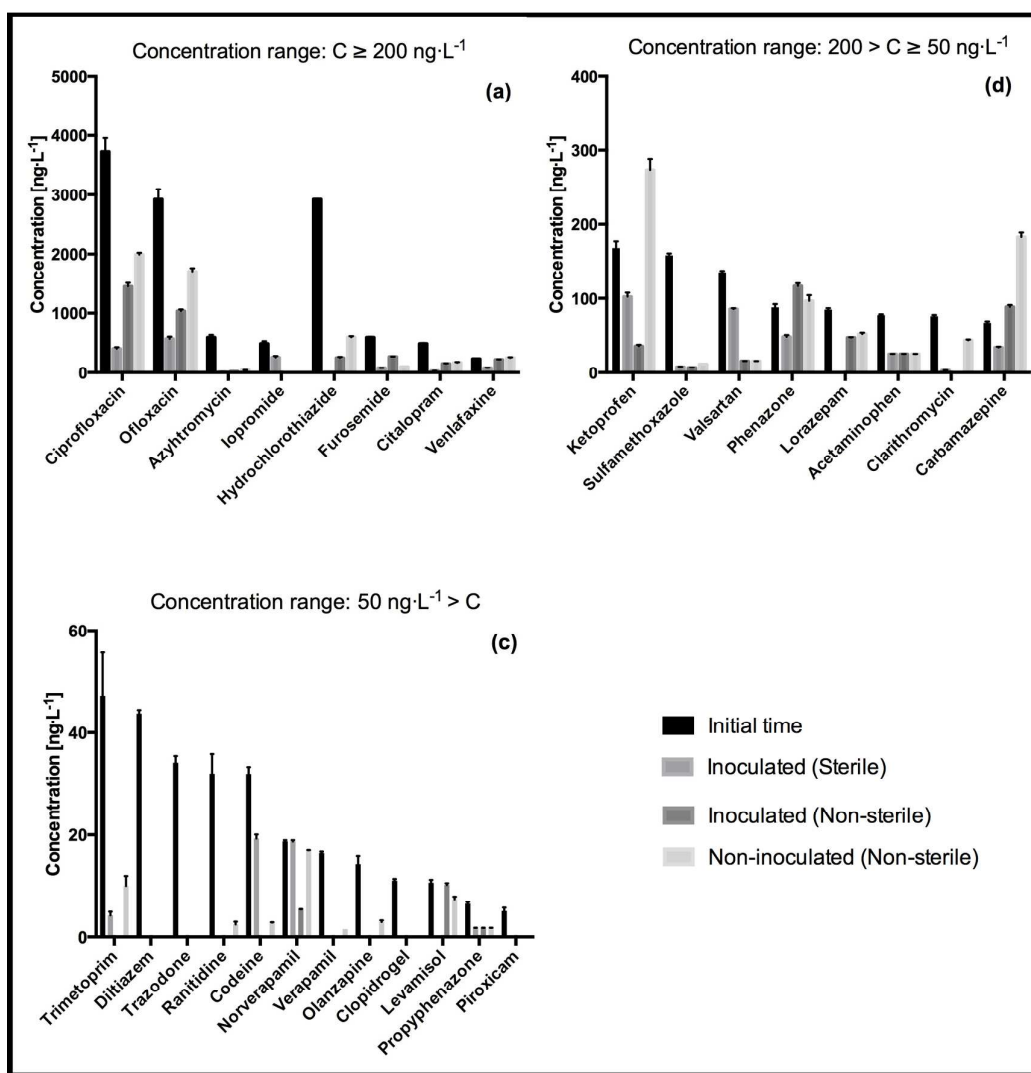 Concentration range: C ≥ 200 ng·L⁻¹
(a)
Concentration [ng·L⁻¹]
5000
4000
3000
2000
1000
0
Ciprofloxacin
Ofloxacin
Azyhtromycin
Iopromide
Hydrochlorothiazide
Furosemide
Citalopram
Venlafaxine
Concentration range: 200 > C ≥ 50 ng·L⁻¹
(d)
Concentration [ng·L⁻¹]
400
300
200
100
0
Ketoprofen
Sulfamethoxazole
Valsartan
Phenazone
Lorazepam
Acetaminophen
Clarithromycin
Carbamazepine
Concentration range: 50 ng·L⁻¹ > C
(c)
Concentration [ng·L⁻¹]
60
40
20
0
Trimetoprim
Diltiazem
Trazodone
Ranitidine
Codeine
Norverapamil
Verapamil
Olanzapine
Clopidrogel
Levamisol
Propyphenazone
Piroxicam
Initial time
Inoculated (Sterile)
Inoculated (Non-sterile)
Non-inoculated (Non-sterile)